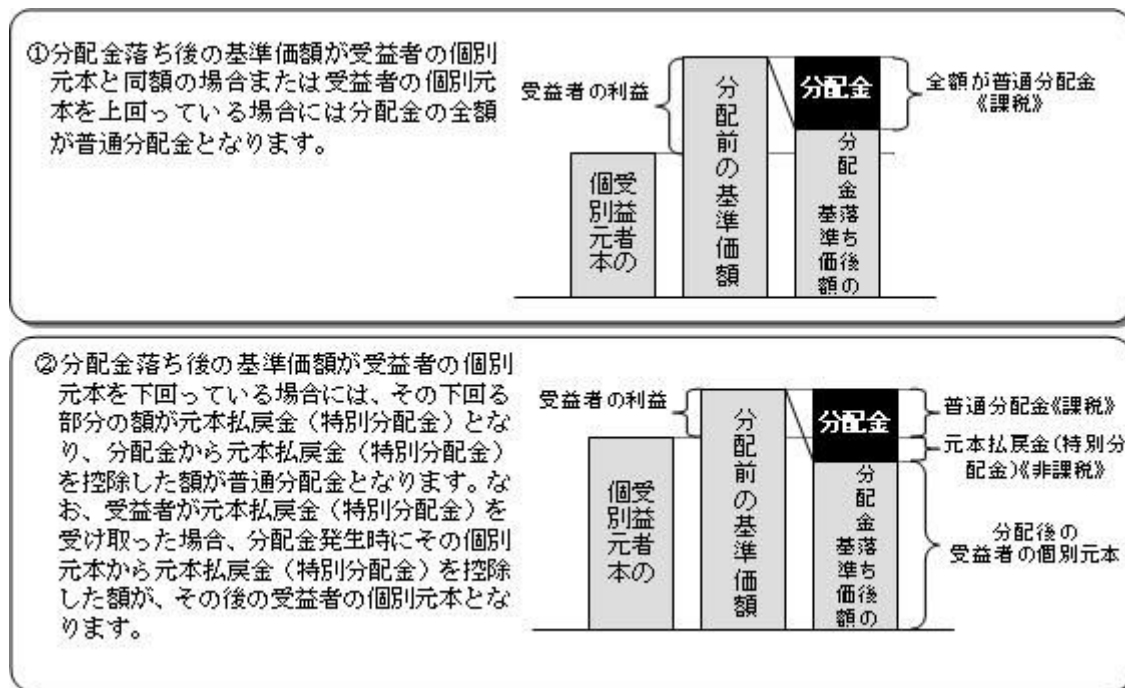 ①分配金落ち後の基準価額が受益者の個別
元本と同額の場合または受益者の個別元
本を上回っている場合には分配金の全額
が普通分配金となります。
受益者の利益
受益者の
個別元本
分配前の基準価額
分配金
分配金落ち後の
基準価額
全額が普通分配金
《課税》
②分配金落ち後の基準価額が受益者の個別
元本を下回っている場合には、その下回る
部分の額が元本払戻金（特別分配金）とな
り、分配金から元本払戻金（特別分配金）
を控除した額が普通分配金となります。な
お、受益者が元本払戻金（特別分配金）を
受け取った場合、分配金発生時にその個別
元本から元本払戻金（特別分配金）を控除
した額が、その後の受益者の個別元本とな
ります。
受益者の利益
受益者の
個別元本
分配前の基準価額
分配金
分配金落ち後の
基準価額
普通分配金《課税》
元本払戻金(特別分
配金)《非課税》
分配後の
受益者の個別元本